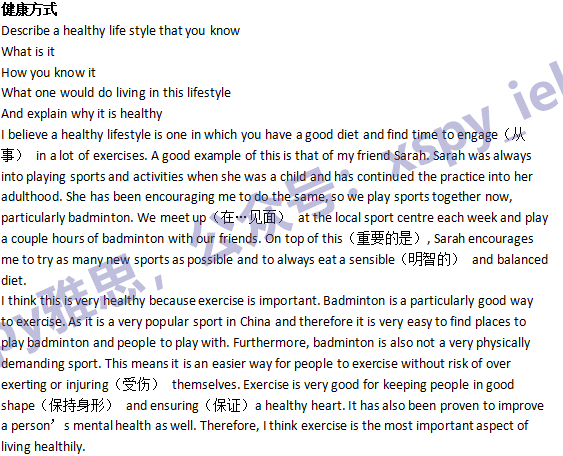 健康方式
Describe a healthy life style that you know
What is it
How you know it
What one would do living in this lifestyle
And explain why it is healthy
I believe a healthy lifestyle is one in which you have a good diet and find time to engage（从
事） in a lot of exercises. A good example of this is that of my friend Sarah. Sarah was always
into playing sports and activities when she was a child and has continued the practice into her
adulthood. She has been encouraging me to do the same, so we play sports together now,
particularly badminton. We meet up（在…见面） at the local sport centre each week and play
a couple hours of badminton with our friends. On top of this（重要的是）, Sarah encourages
me to try as many new sports as possible and to always eat a sensible（明智的） and balanced
diet.
I think this is very healthy because exercise is important. Badminton is a particularly good way
to exercise. As it is a very popular sport in China and therefore it is very easy to find places to
play badminton and people to play with. Furthermore, badminton is also not a very physically
demanding sport. This means it is an easier way for people to exercise without risk of over
exerting or injuring（受伤） themselves. Exercise is very good for keeping people in good
shape（保持身形） and ensuring（保证）a healthy heart. It has also been proven to improve
a person’s mental health as well. Therefore, I think exercise is the most important aspect of
living healthily.
py雅思，公众号：xspy_iel